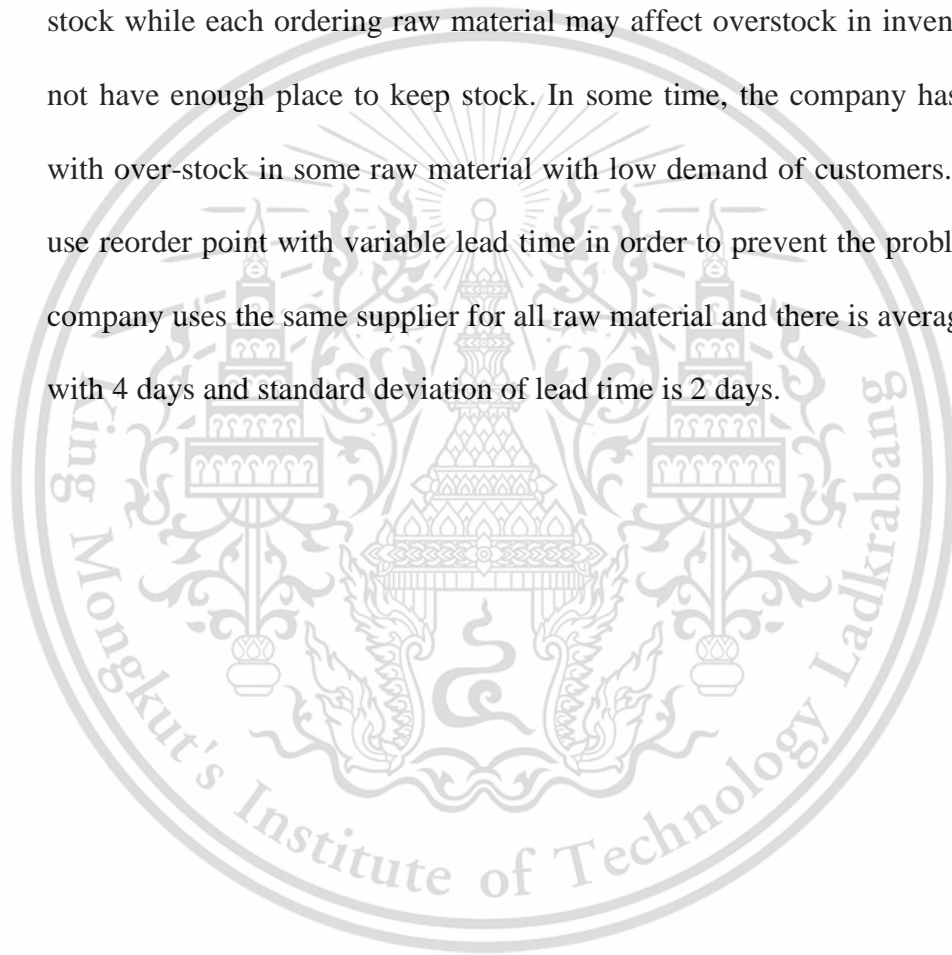 stock while each ordering raw material may affect overstock in inven
not have enough place to keep stock. In some time, the company has
with over-stock in some raw material with low demand of customers.
use reorder point with variable lead time in order to prevent the probl
company uses the same supplier for all raw material and there is averag
with 4 days and standard deviation of lead time is 2 days.
King Mongkut's Institute of Technology Ladkrabang